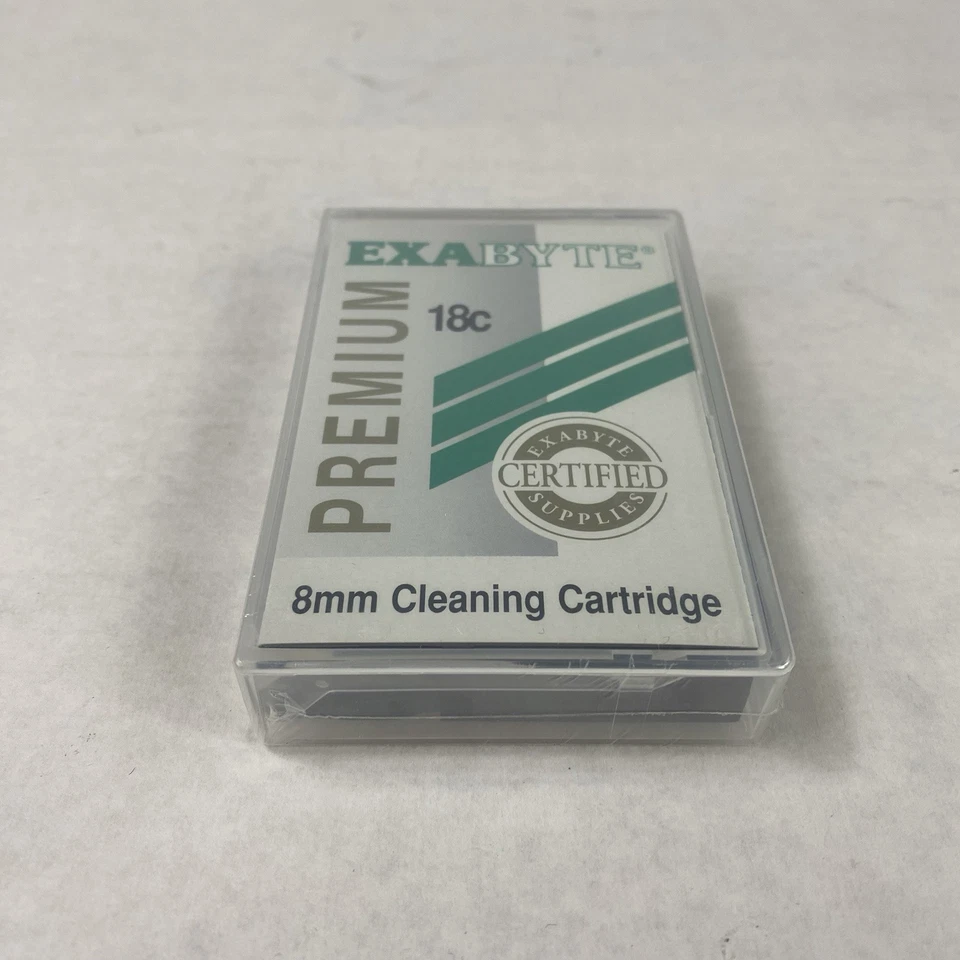 EXABYTE®
18c
PREMIUM
EXABYTE
CERTIFIED
SUPPLIES
8mm Cleaning Cartridge